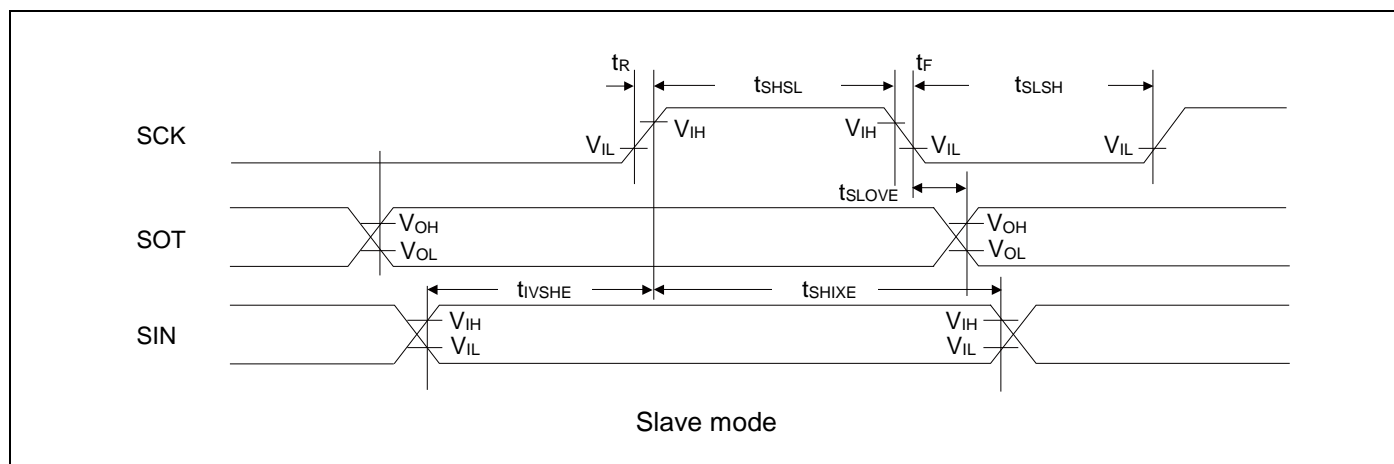 tR tSHSL tF tSLSH
SCK VIL VIH VIH VIL VIL
tSLOVE
SOT VOH VOL VOH VOL
tIVSHE tSHIXE
SIN VIH VIL VIH VIL
Slave mode